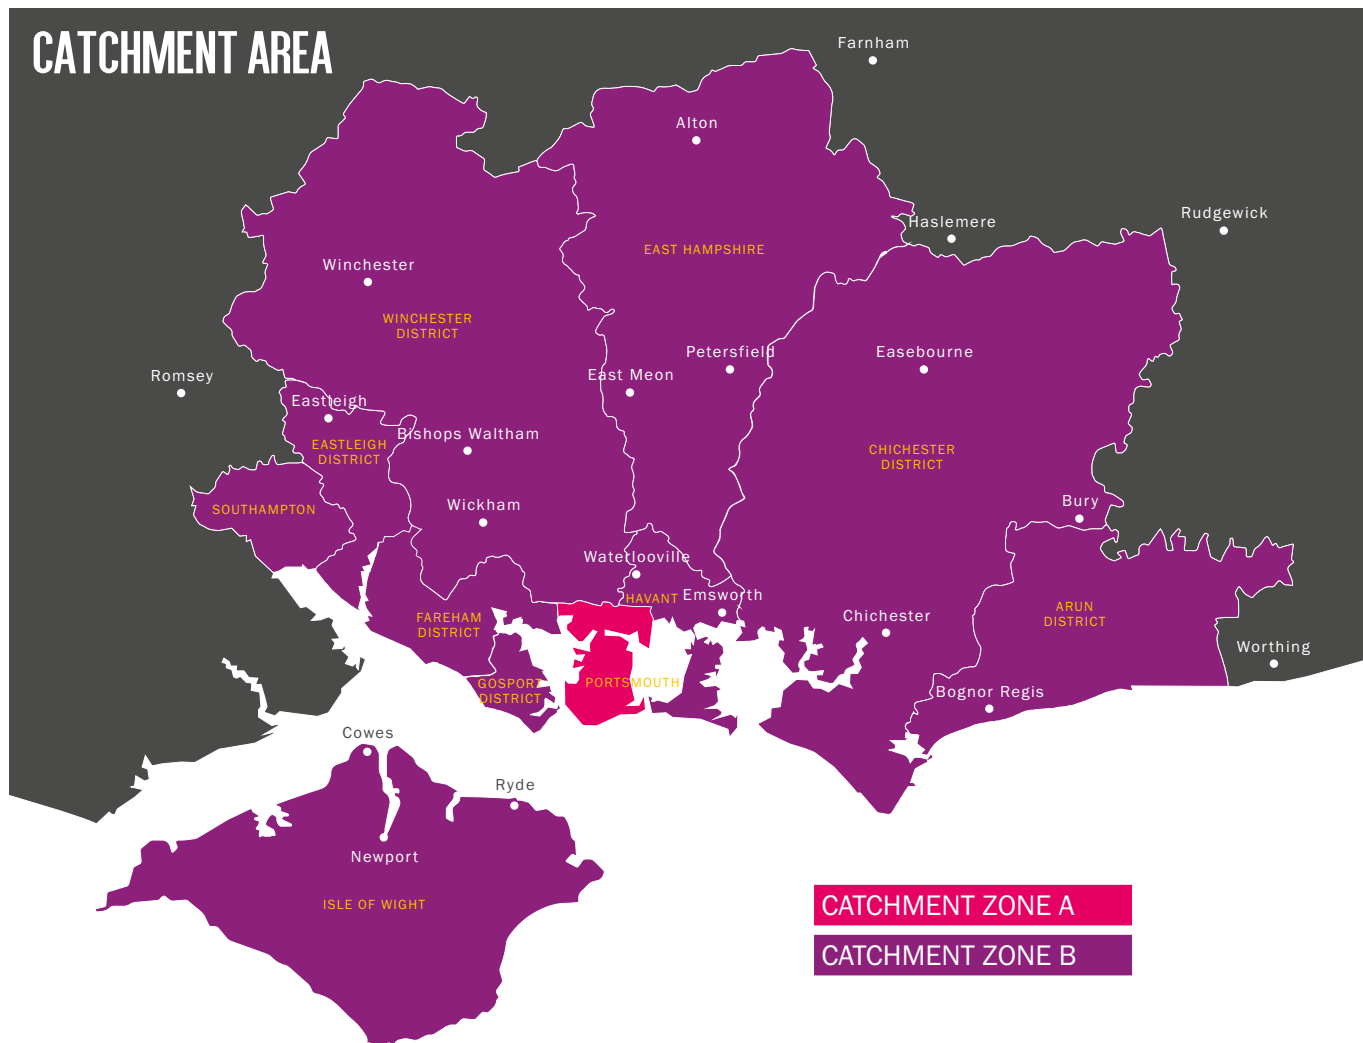 CATCHMENT AREA
Farnham
Alton
Haslemere
Rudgewick
EAST HAMPSHIRE
Winchester
WINCHESTER
DISTRICT
Petersfield
Easebourne
East Meon
Romsey
Eastleigh
Bishops Waltham
EASTLEIGH
DISTRICT
CHICHESTER
DISTRICT
Bury
Wickham
SOUTHAMPTON
Waterlooville
HAVANT
Emsworth
FAREHAM
DISTRICT
Chichester
ARUN
DISTRICT
Worthing
GOSPORT
DISTRICT
PORTSMOUTH
Bognor Regis
Cowes
Ryde
Newport
ISLE OF WIGHT
CATCHMENT ZONE A
CATCHMENT ZONE B